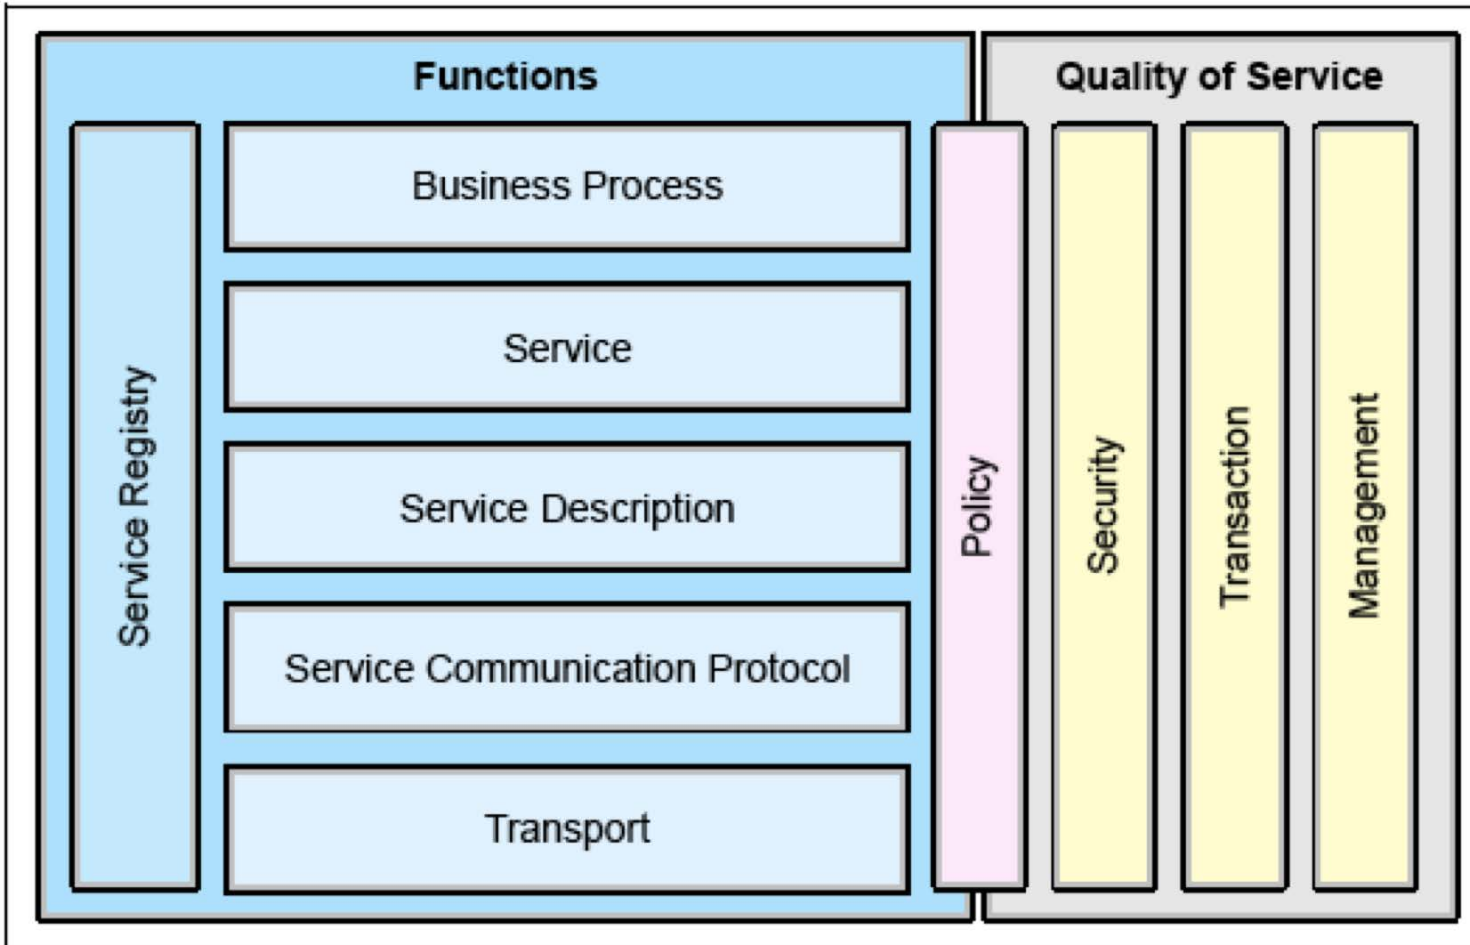 Functions
Quality of Service
Service Registry
Business Process
Service
Service Description
Service Communication Protocol
Transport
Policy
Security
Transaction
Management